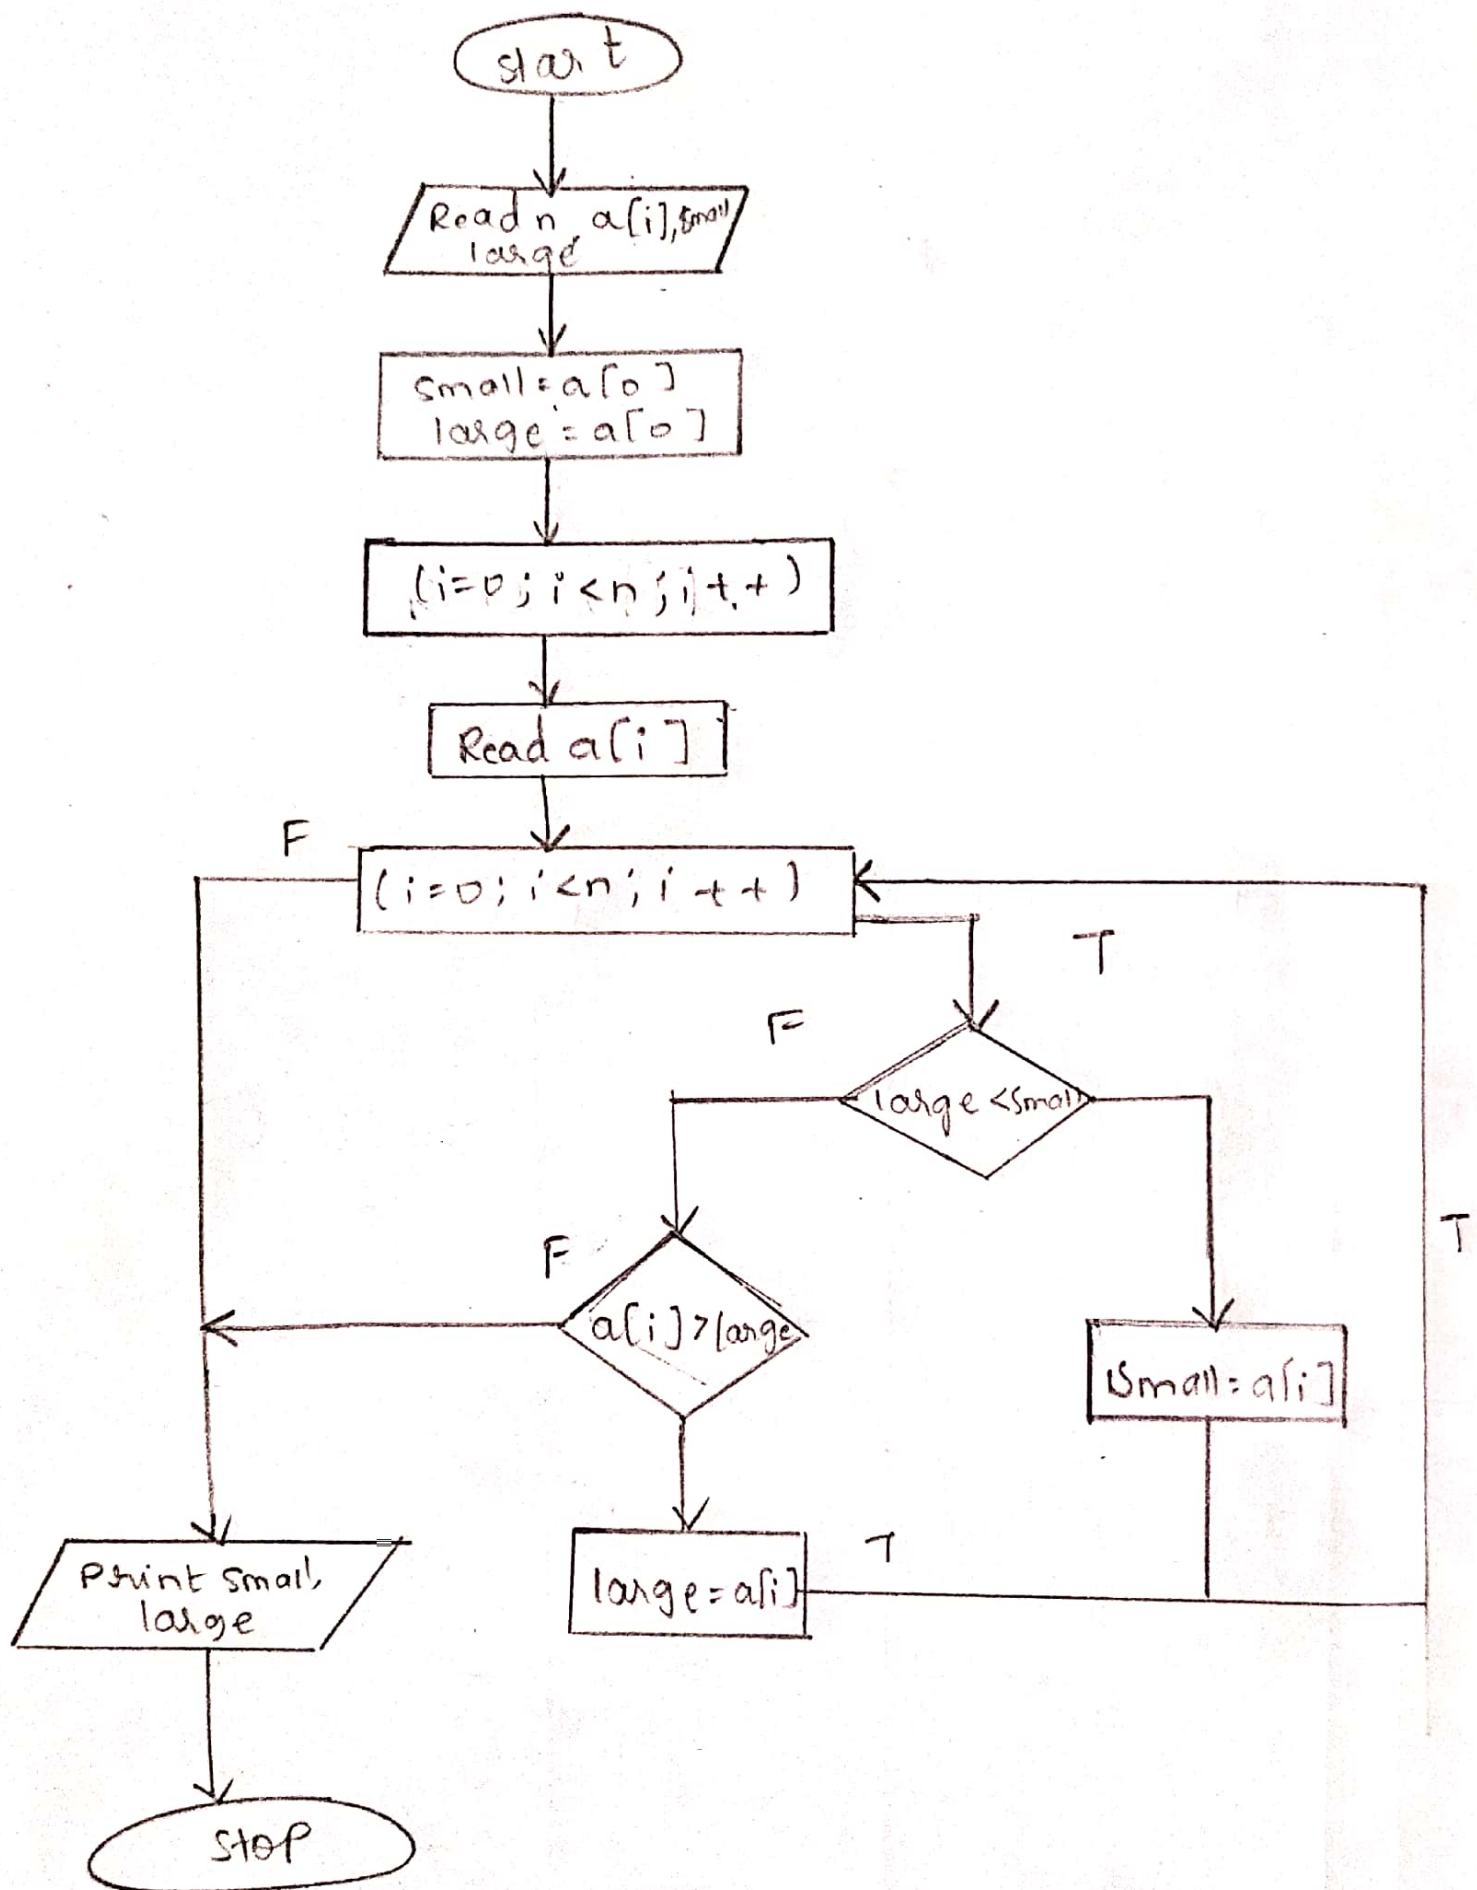 start
Read n, a[i], small
large
small = a[0]
large = a[0]
(i=0; i<n; i++)
Read a[i]
F
(i=0; i<n; i++)
T
F
large < small
T
F
a[i] > large
small = a[i]
T
large = a[i]
Print small,
large
stop